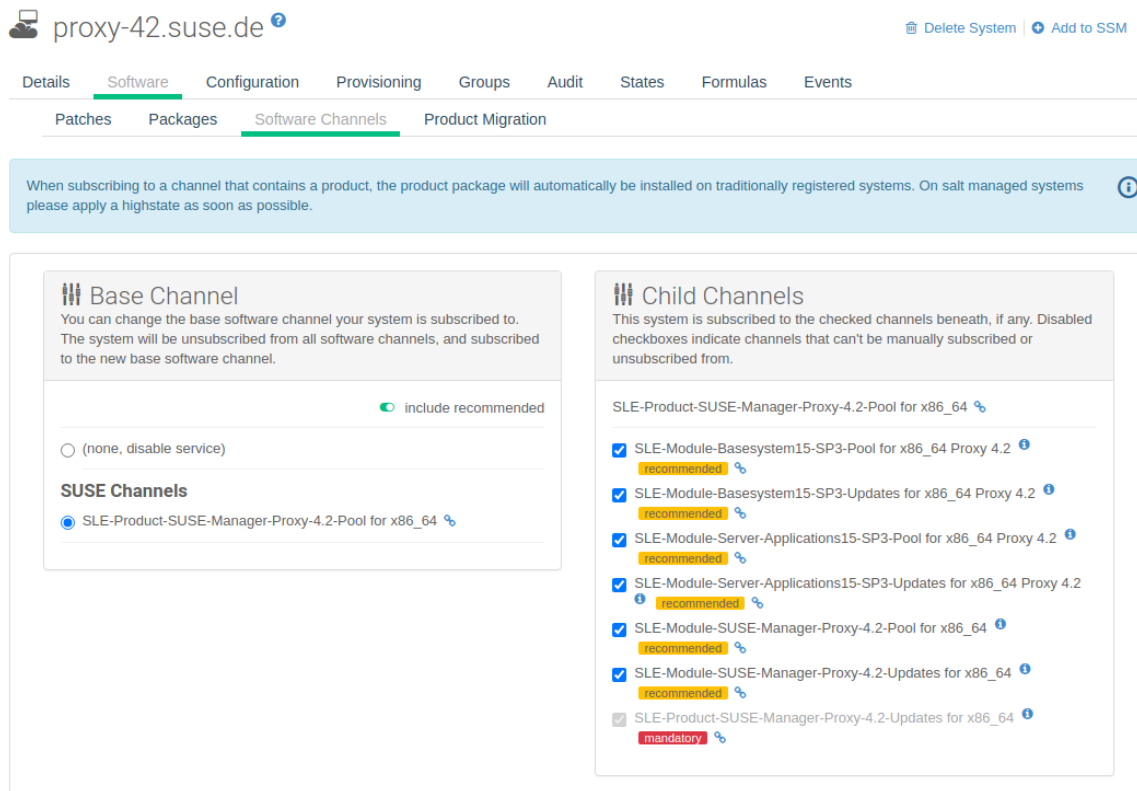 proxy-42.suse.de
Delete System | Add to SSM
Details Software Configuration Provisioning Groups Audit States Formulas Events
Patches Packages Software Channels Product Migration
When subscribing to a channel that contains a product, the product package will automatically be installed on traditionally registered systems. On salt managed systems
please apply a highstate as soon as possible.
Base Channel
You can change the base software channel your system is subscribed to.
The system will be unsubscribed from all software channels, and subscribed
to the new base software channel.
include recommended
(none, disable service)
SUSE Channels
SLE-Product-SUSE-Manager-Proxy-4.2-Pool for x86_64
Child Channels
This system is subscribed to the checked channels beneath, if any. Disabled
checkboxes indicate channels that can't be manually subscribed or
unsubscribed from.
SLE-Product-SUSE-Manager-Proxy-4.2-Pool for x86_64
SLE-Module-Basesystem15-SP3-Pool for x86_64 Proxy 4.2
recommended
SLE-Module-Basesystem15-SP3-Updates for x86_64 Proxy 4.2
recommended
SLE-Module-Server-Applications15-SP3-Pool for x86_64 Proxy 4.2
recommended
SLE-Module-Server-Applications15-SP3-Updates for x86_64 Proxy 4.2
recommended
SLE-Module-SUSE-Manager-Proxy-4.2-Pool for x86_64
recommended
SLE-Module-SUSE-Manager-Proxy-4.2-Updates for x86_64
recommended
SLE-Product-SUSE-Manager-Proxy-4.2-Updates for x86_64
mandatory